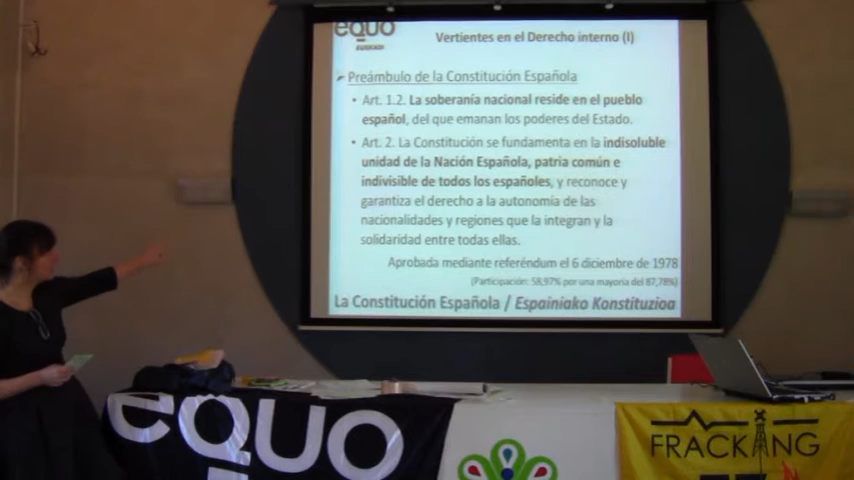 equo
EUSKADI
Vertientes en el Derecho interno (I)
Preámbulo de la Constitución Española
• Art. 1.2. La soberanía nacional reside en el pueblo
español, del que emanan los poderes del Estado.
• Art. 2. La Constitución se fundamenta en la indisoluble
unidad de la Nación Española, patria común e
indivisible de todos los españoles, y reconoce y
garantiza el derecho a la autonomía de las
nacionalidades y regiones que la integran y la
solidaridad entre todas ellas.
Aprobada mediante referéndum el 6 diciembre de 1978
(Participación: 58,97% por una mayoría del 87,78%)
La Constitución Española / Espainiako Konstituzioa
equo
FRACKING